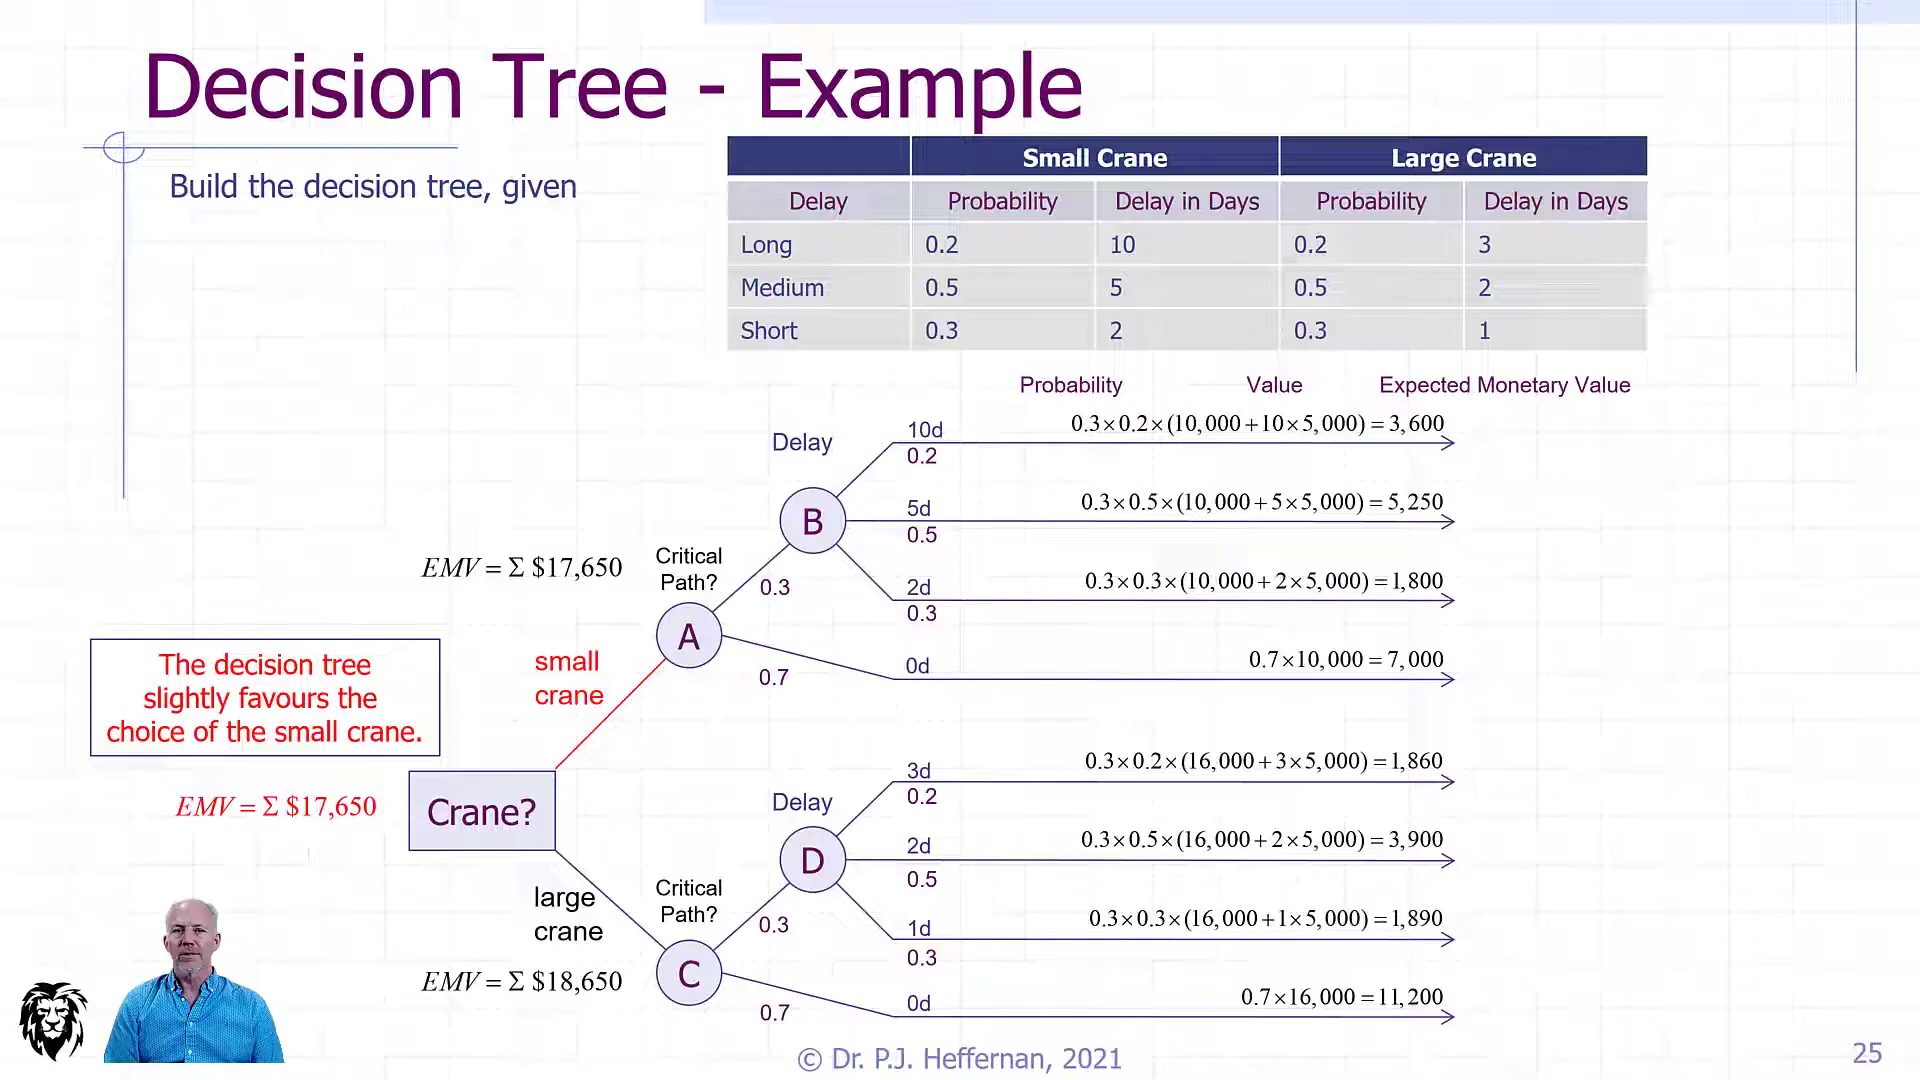 Decision Tree - Example
Build the decision tree, given
Small Crane Large Crane
Delay Probability Delay in Days Probability Delay in Days
Long 0.2 10 0.2 3
Medium 0.5 5 0.5 2
Short 0.3 2 0.3 1
Probability Value Expected Monetary Value
Delay
10d
0.2
0.3×0.2×(10,000+10×5,000)=3,600
B
5d
0.5
0.3×0.5×(10,000+5×5,000)=5,250
EMV = Σ $17,650
Critical
Path?
0.3
2d
0.3
0.3×0.3×(10,000+2×5,000)=1,800
A
small
crane
0.7
0d
0.7×10,000=7,000
The decision tree
slightly favours the
choice of the small crane.
EMV = Σ $17,650
Crane?
Delay
3d
0.2
0.3×0.2×(16,000+3×5,000)=1,860
D
2d
0.5
0.3×0.5×(16,000+2×5,000)=3,900
large
crane
Critical
Path?
0.3
1d
0.3
0.3×0.3×(16,000+1×5,000)=1,890
EMV = Σ $18,650
C
0.7
0d
0.7×16,000=11,200
© Dr. P.J. Heffernan, 2021
25